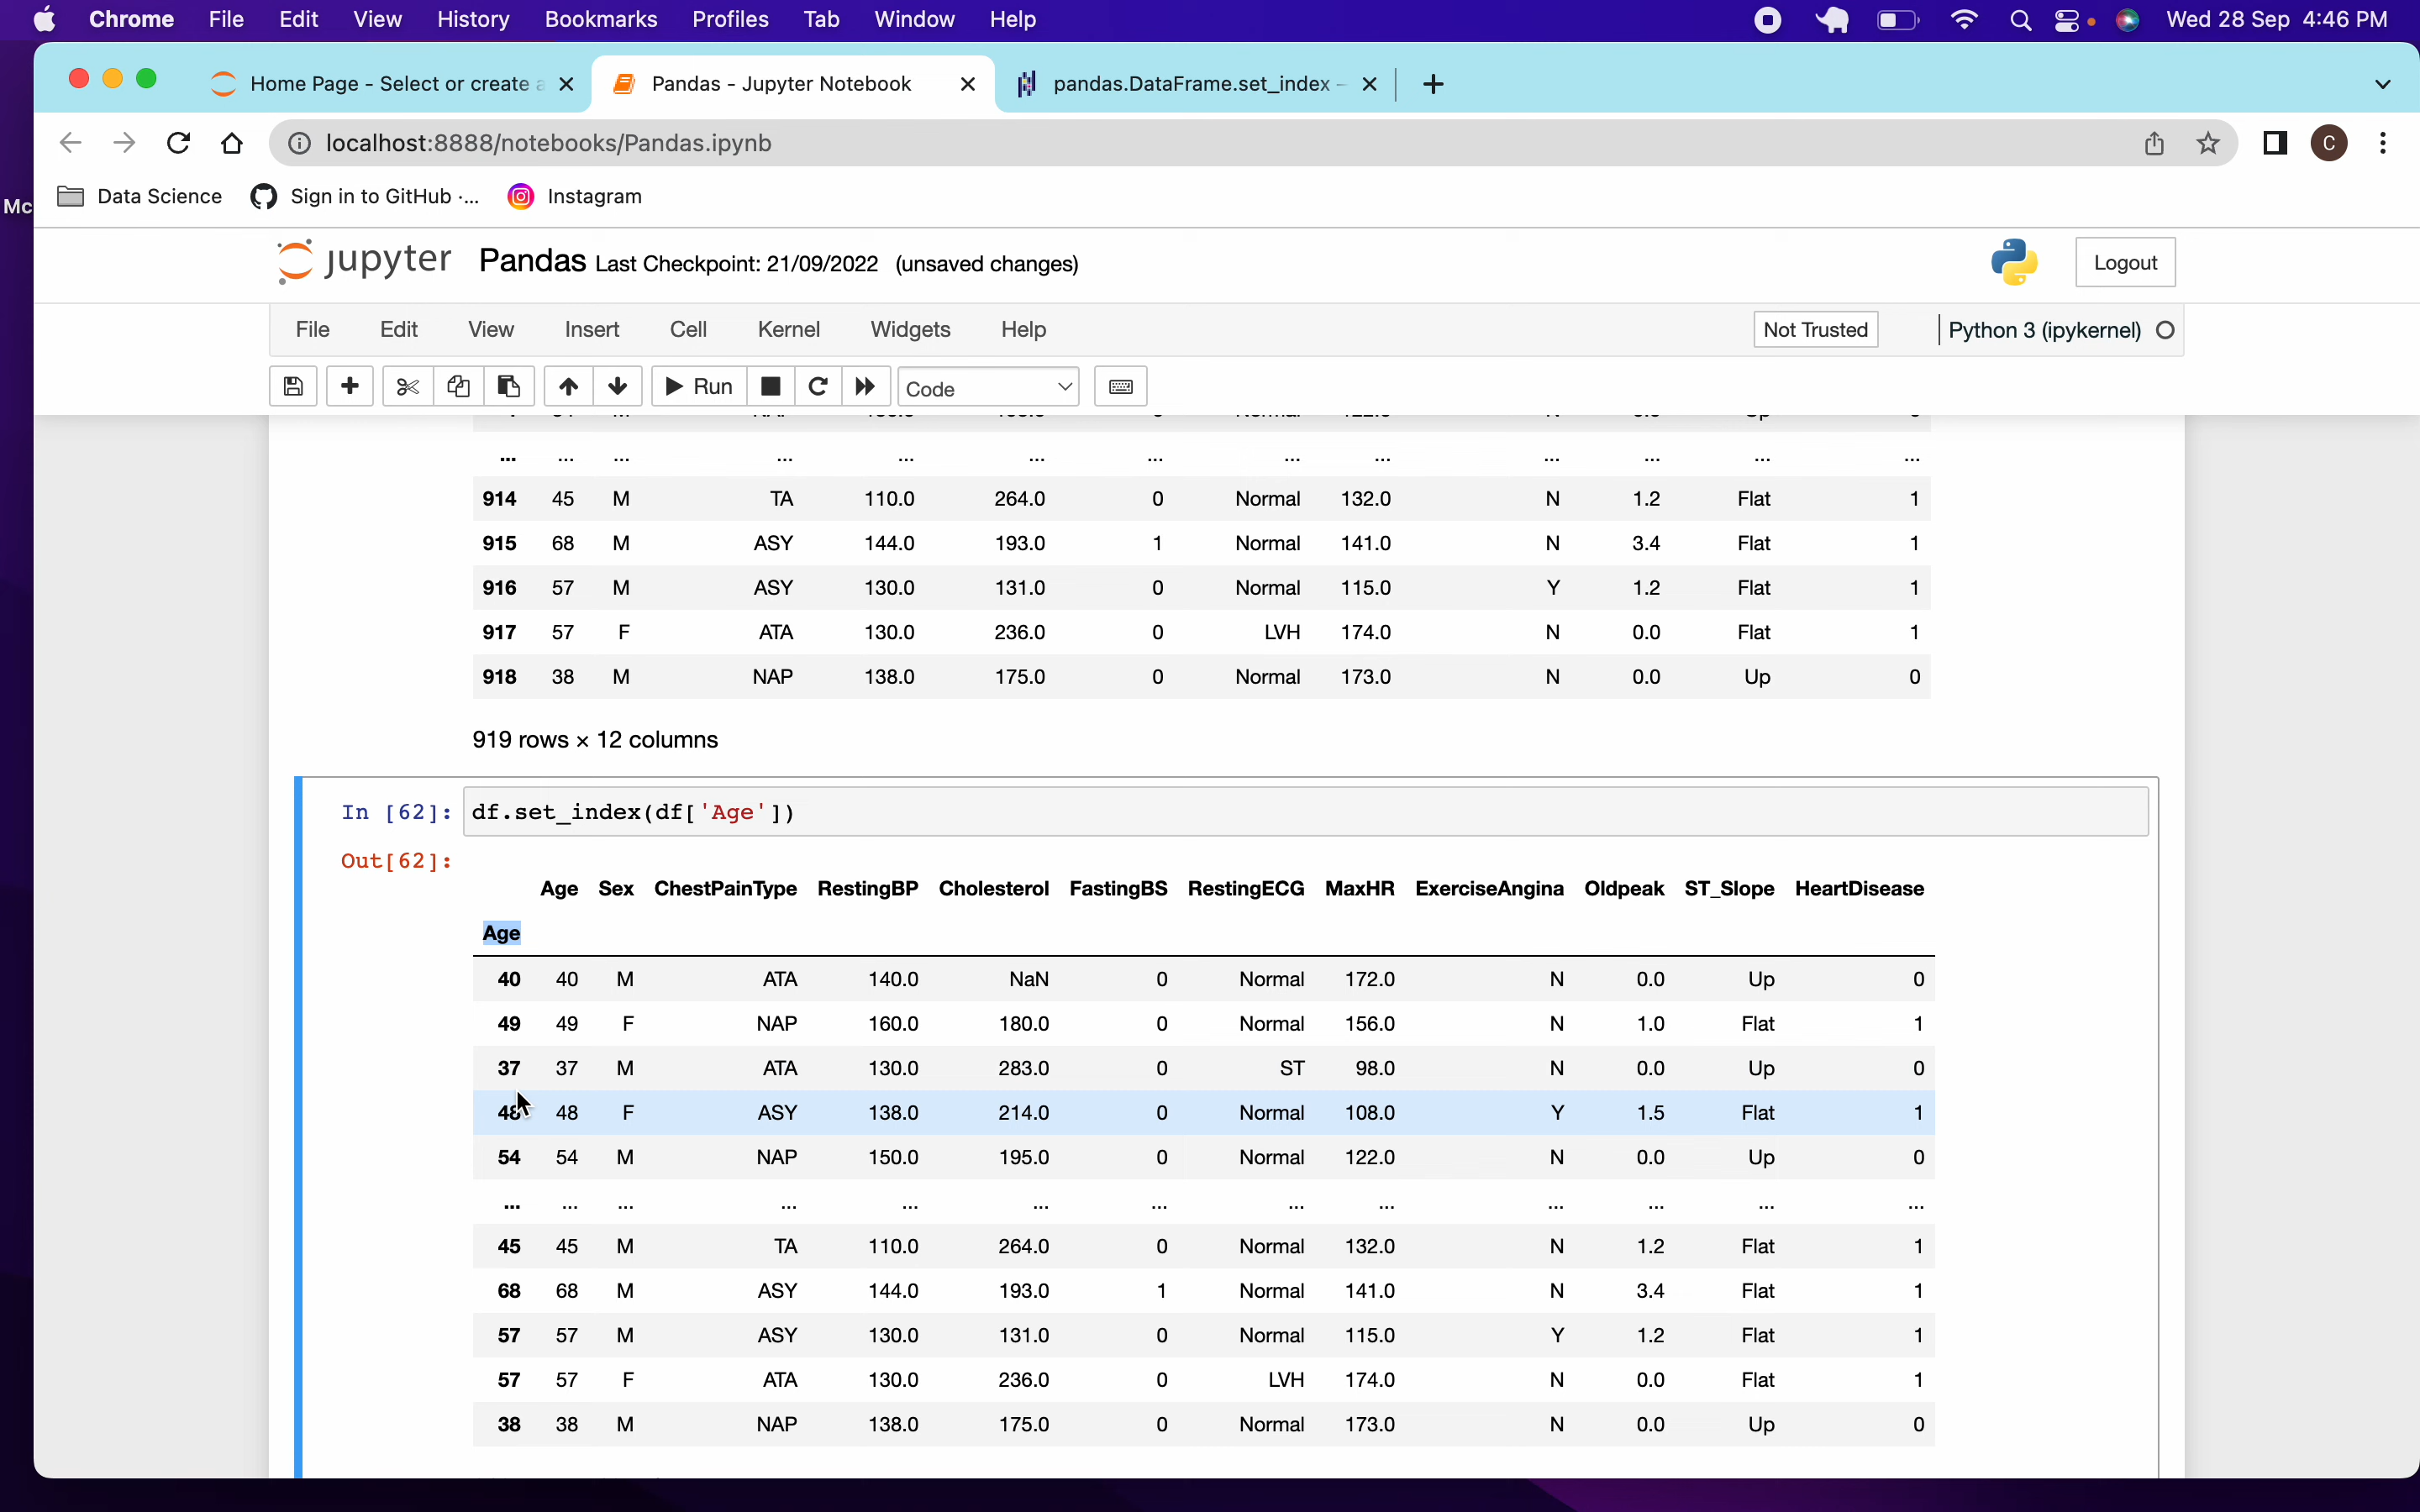 Chrome File Edit View History Bookmarks Profiles Tab Window Help Wed 28 Sep 4:46 PM
Home Page - Select or create a Pandas - Jupyter Notebook pandas.DataFrame.set_index -
localhost:8888/notebooks/Pandas.ipynb C
Data Science Sign in to GitHub ·... Instagram
Mc
jupyter Pandas Last Checkpoint: 21/09/2022 (unsaved changes) Logout
File Edit View Insert Cell Kernel Widgets Help Not Trusted Python 3 (ipykernel)
Run Code
... ... ... ... ... ... ... ... ... ... ... ... ...
914 45 M TA 110.0 264.0 0 Normal 132.0 N 1.2 Flat 1
915 68 M ASY 144.0 193.0 1 Normal 141.0 N 3.4 Flat 1
916 57 M ASY 130.0 131.0 0 Normal 115.0 Y 1.2 Flat 1
917 57 F ATA 130.0 236.0 0 LVH 174.0 N 0.0 Flat 1
918 38 M NAP 138.0 175.0 0 Normal 173.0 N 0.0 Up 0
919 rows × 12 columns
In [62]: df.set_index(df['Age'])
Out[62]:
Age Sex ChestPainType RestingBP Cholesterol FastingBS RestingECG MaxHR ExerciseAngina Oldpeak ST_Slope HeartDisease
Age
40 40 M ATA 140.0 NaN 0 Normal 172.0 N 0.0 Up 0
49 49 F NAP 160.0 180.0 0 Normal 156.0 N 1.0 Flat 1
37 37 M ATA 130.0 283.0 0 ST 98.0 N 0.0 Up 0
48 48 F ASY 138.0 214.0 0 Normal 108.0 Y 1.5 Flat 1
54 54 M NAP 150.0 195.0 0 Normal 122.0 N 0.0 Up 0
... ... ... ... ... ... ... ... ... ... ... ... ...
45 45 M TA 110.0 264.0 0 Normal 132.0 N 1.2 Flat 1
68 68 M ASY 144.0 193.0 1 Normal 141.0 N 3.4 Flat 1
57 57 M ASY 130.0 131.0 0 Normal 115.0 Y 1.2 Flat 1
57 57 F ATA 130.0 236.0 0 LVH 174.0 N 0.0 Flat 1
38 38 M NAP 138.0 175.0 0 Normal 173.0 N 0.0 Up 0